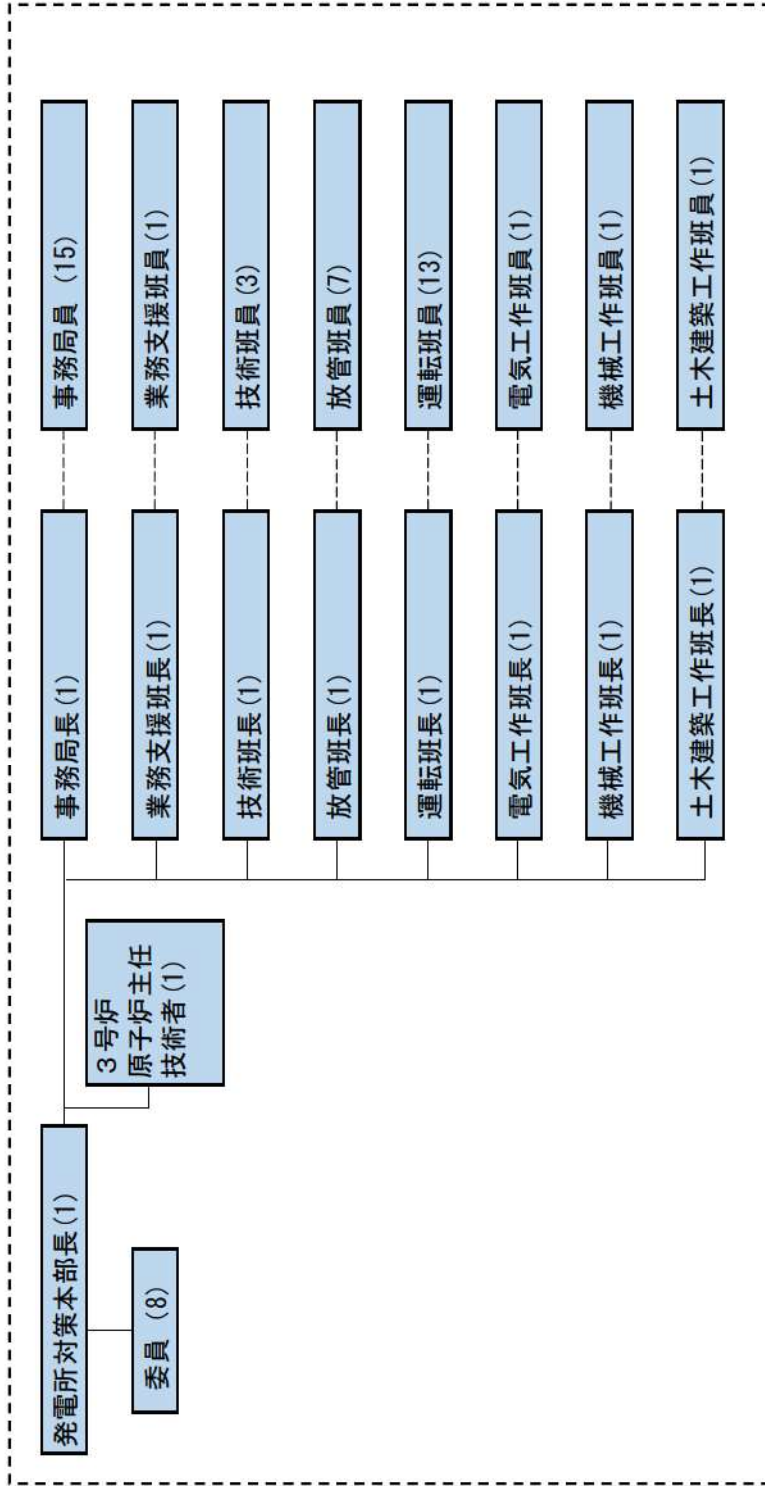 発電所対策本部長(1)
委員 (8)
３号炉
原子炉主任
技術者(1)
事務局長(1)
事務局員 (15)
業務支援班長(1)
業務支援班員(1)
技術班長(1)
技術班員(3)
放管班長(1)
放管班員(7)
運転班長(1)
運転班員(13)
電気工作班長(1)
電気工作班員(1)
機械工作班長(1)
機械工作班員(1)
土木建築工作班長(1)
土木建築工作班員(1)